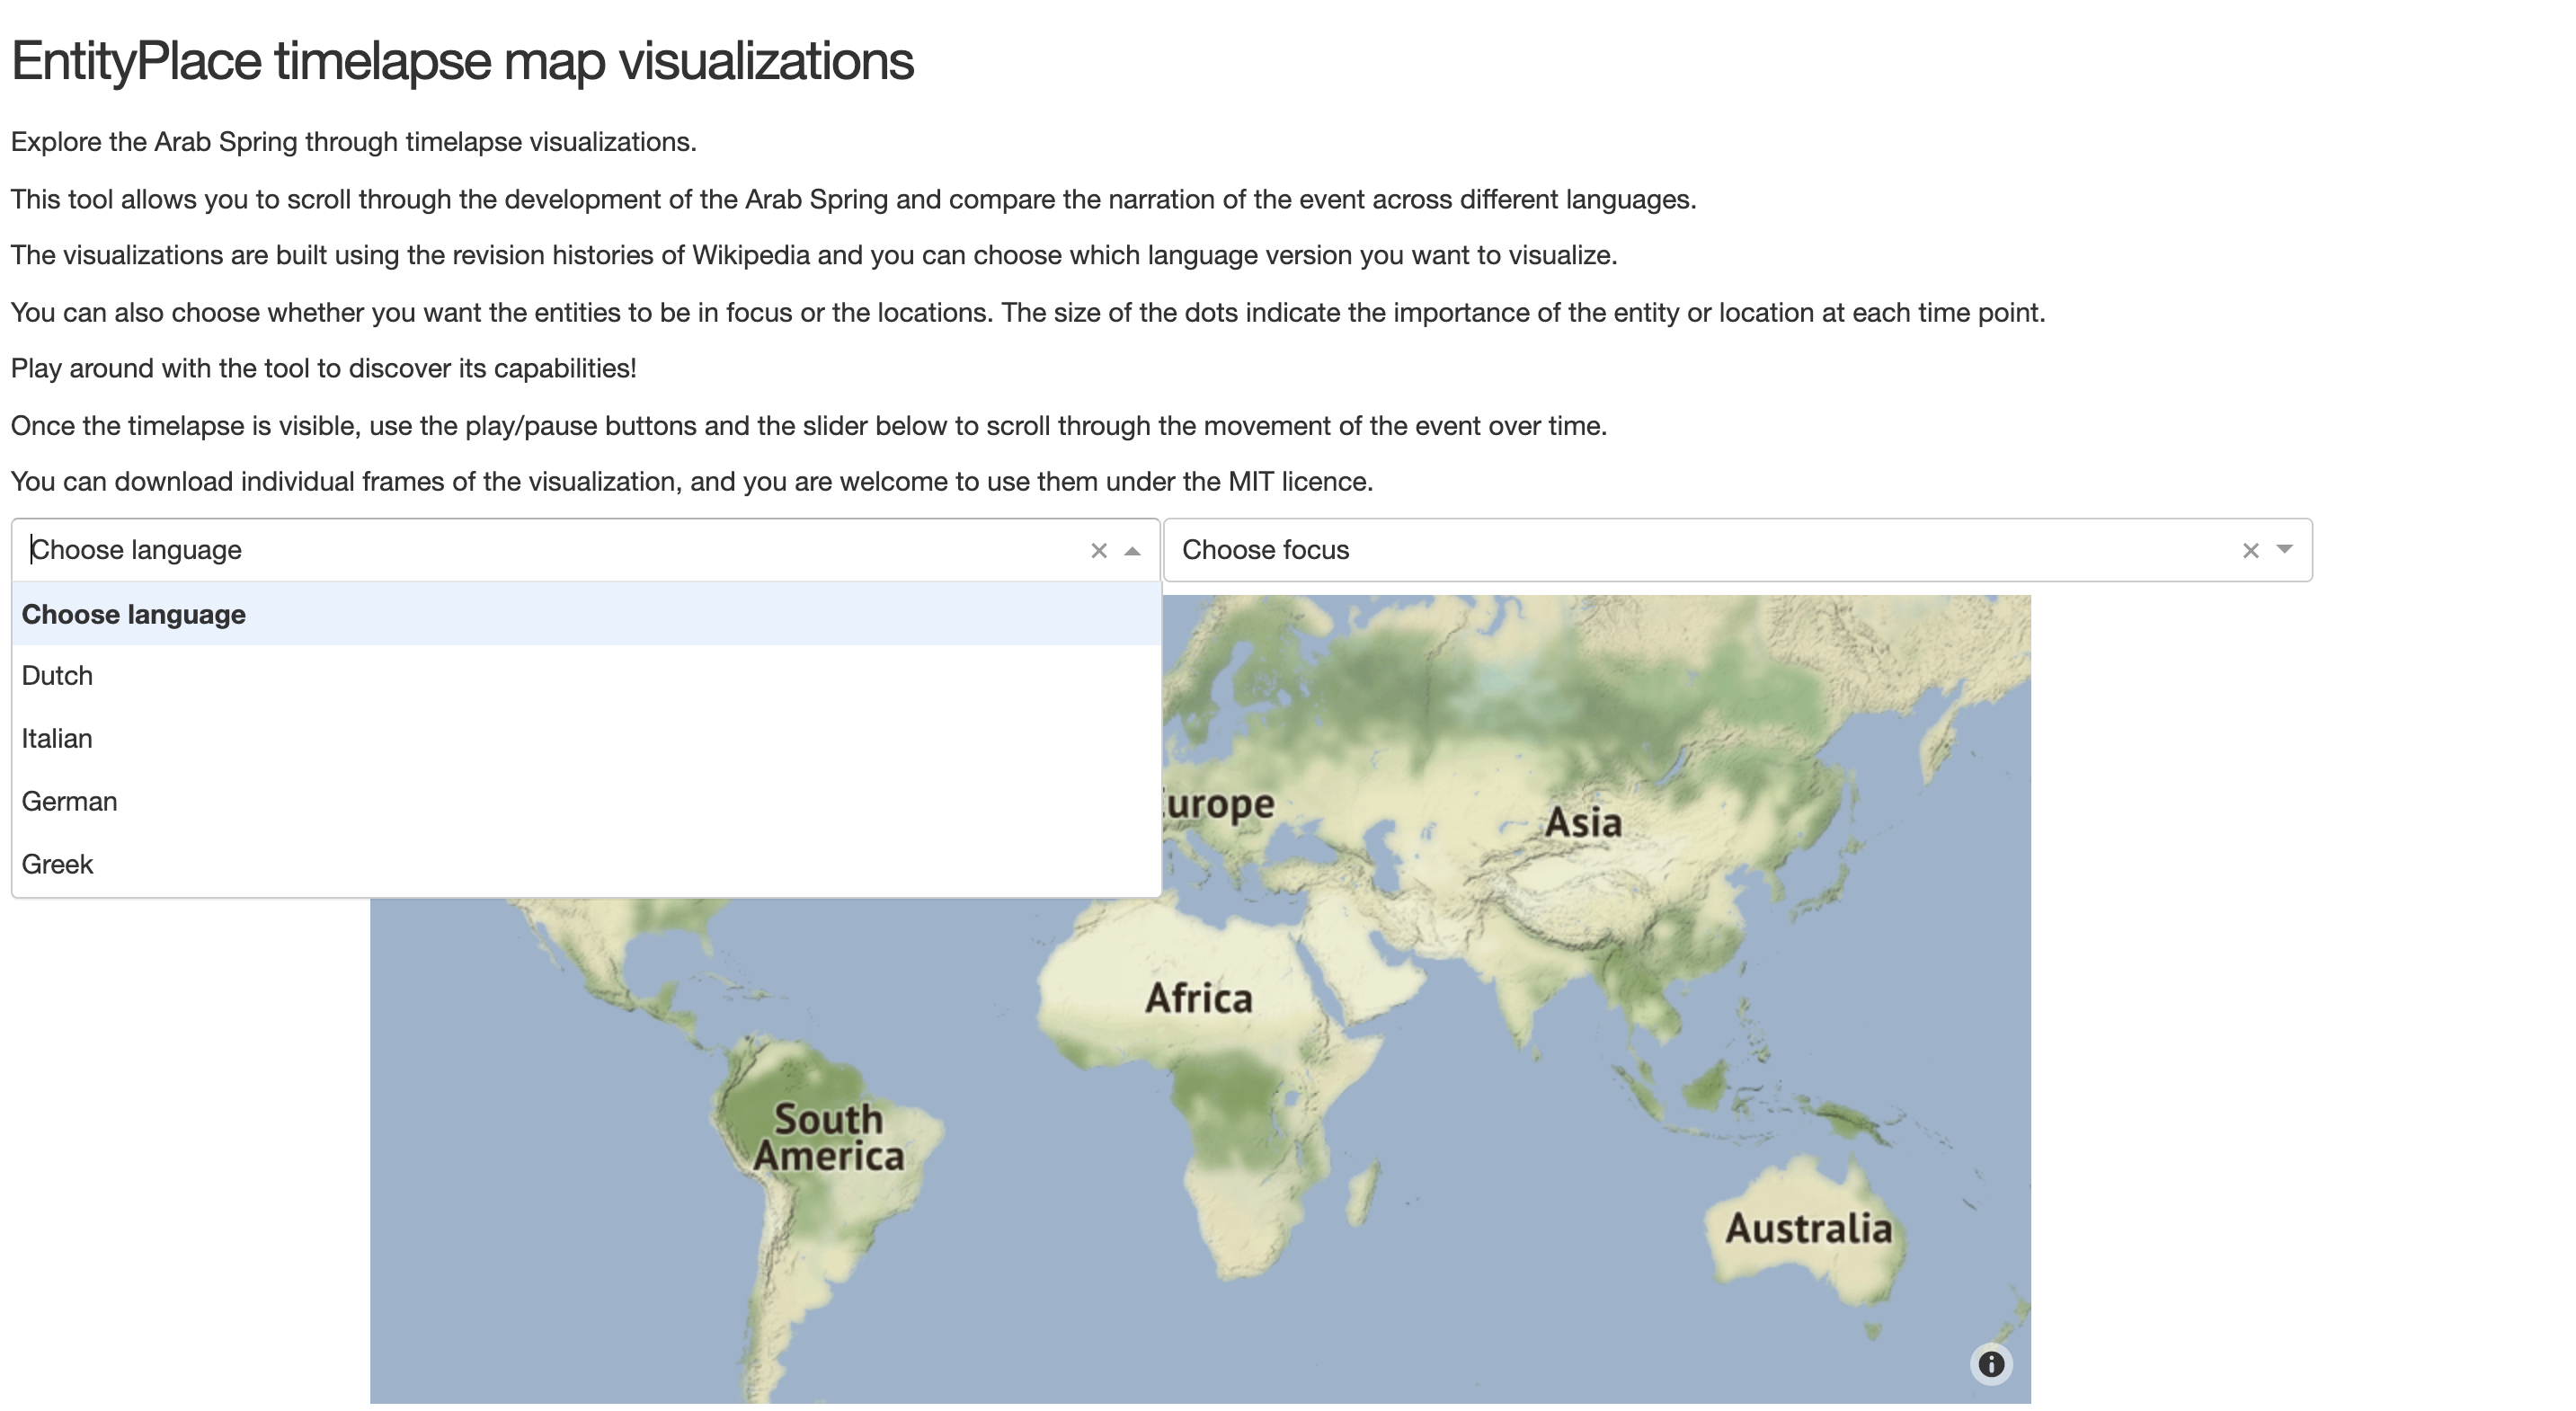 EntityPlace timelapse map visualizations
Explore the Arab Spring through timelapse visualizations.
This tool allows you to scroll through the development of the Arab Spring and compare the narration of the event across different languages.
The visualizations are built using the revision histories of Wikipedia and you can choose which language version you want to visualize.
You can also choose whether you want the entities to be in focus or the locations. The size of the dots indicate the importance of the entity or location at each time point.
Play around with the tool to discover its capabilities!
Once the timelapse is visible, use the play/pause buttons and the slider below to scroll through the movement of the event over time.
You can download individual frames of the visualization, and you are welcome to use them under the MIT licence.
Choose language
Choose focus
Choose language
Dutch
Italian
German
Greek
urope
Asia
Africa
South
America
Australia